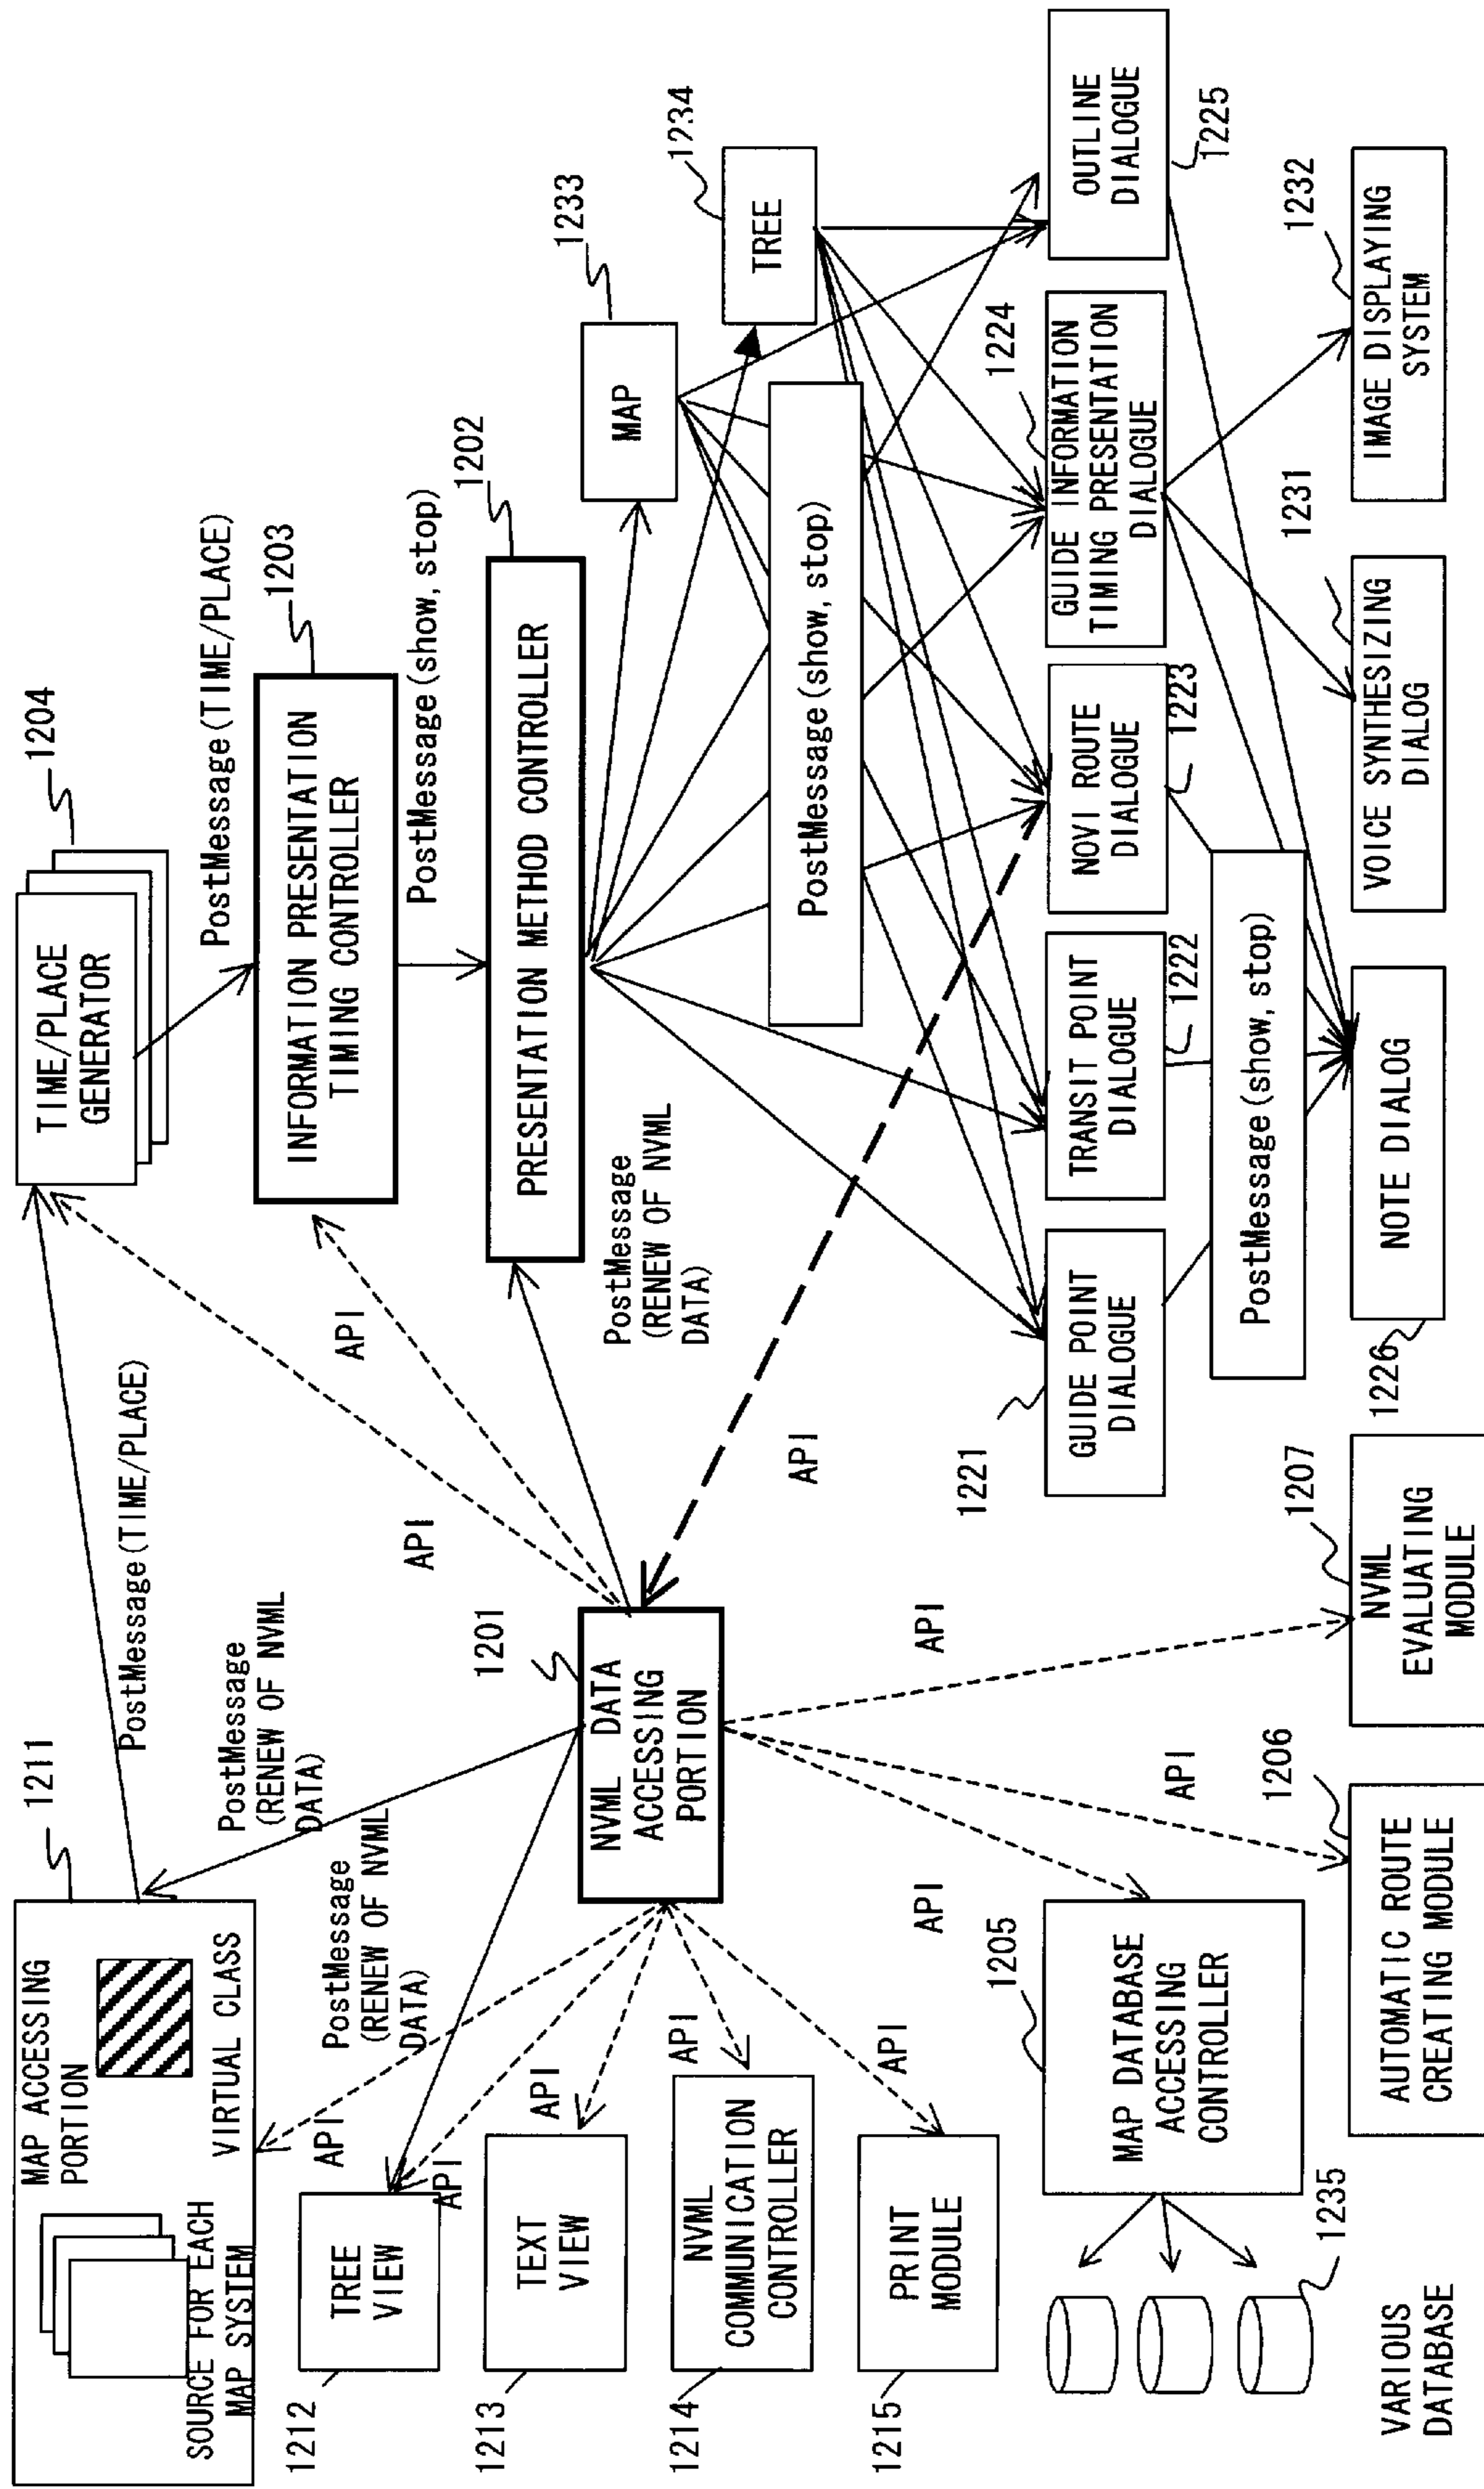 MAP ACCESSING
PORTION
SOURCE FOR EACH
MAP SYSTEM
VIRTUAL CLASS
1211
PostMessage(TIME/PLACE)
TIME/PLACE
GENERATOR
1204
PostMessage(TIME/PLACE)
INFORMATION PRESENTATION
TIMING CONTROLLER
1203
PostMessage(show, stop)
PRESENTATION METHOD CONTROLLER
1202
PostMessage
(RENEW OF NVML
DATA)
PostMessage
(RENEW OF NVML
DATA)
PostMessage
(RENEW OF NVML
DATA)
API
API
API
API
API
API
API
API
API
API
API
API
TREE
VIEW
1212
TEXT
VIEW
1213
NVML
COMMUNICATION
CONTROLLER
1214
PRINT
MODULE
1215
NVML DATA
ACCESSING
PORTION
1201
MAP
1233
TREE
1234
PostMessage(show, stop)
MAP DATABASE
ACCESSING
CONTROLLER
1205
1235
VARIOUS
DATABASE
AUTOMATIC ROUTE
CREATING MODULE
1206
NVML
EVALUATING
MODULE
1207
GUIDE POINT
DIALOGUE
1221
TRANSIT POINT
DIALOGUE
1222
NOVI ROUTE
DIALOGUE
1223
GUIDE INFORMATION
TIMING PRESENTATION
DIALOGUE
1224
OUTLINE
DIALOGUE
1225
PostMessage(show, stop)
NOTE DIALOG
1226
VOICE SYNTHESIZING
DIALOG
1231
IMAGE DISPLAYING
SYSTEM
1232